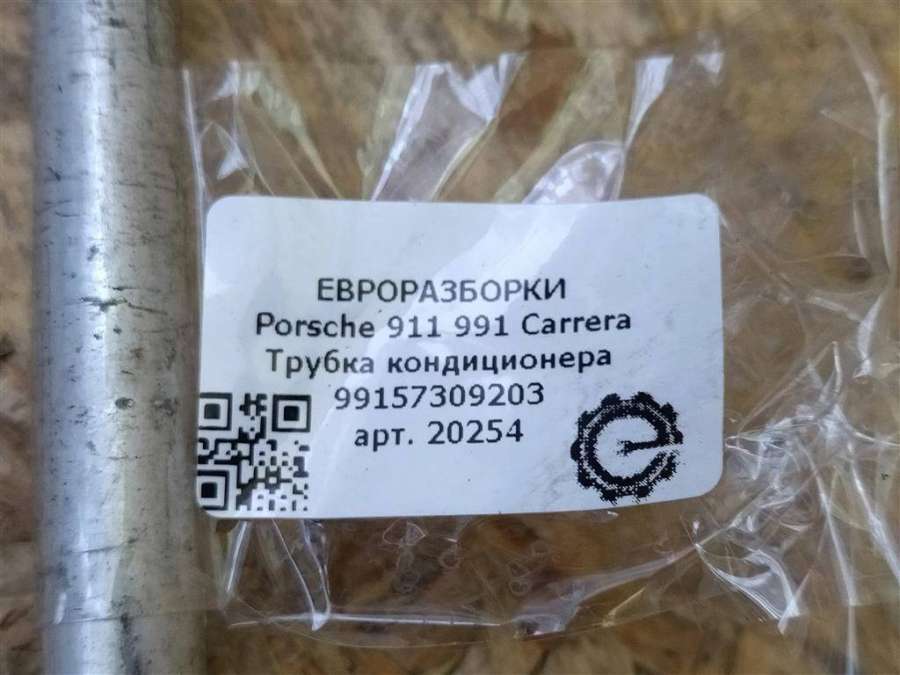 ЕВРОРАЗБОРКИ
Porsche 911 991 Carrera
Трубка кондиционера
99157309203
арт. 20254